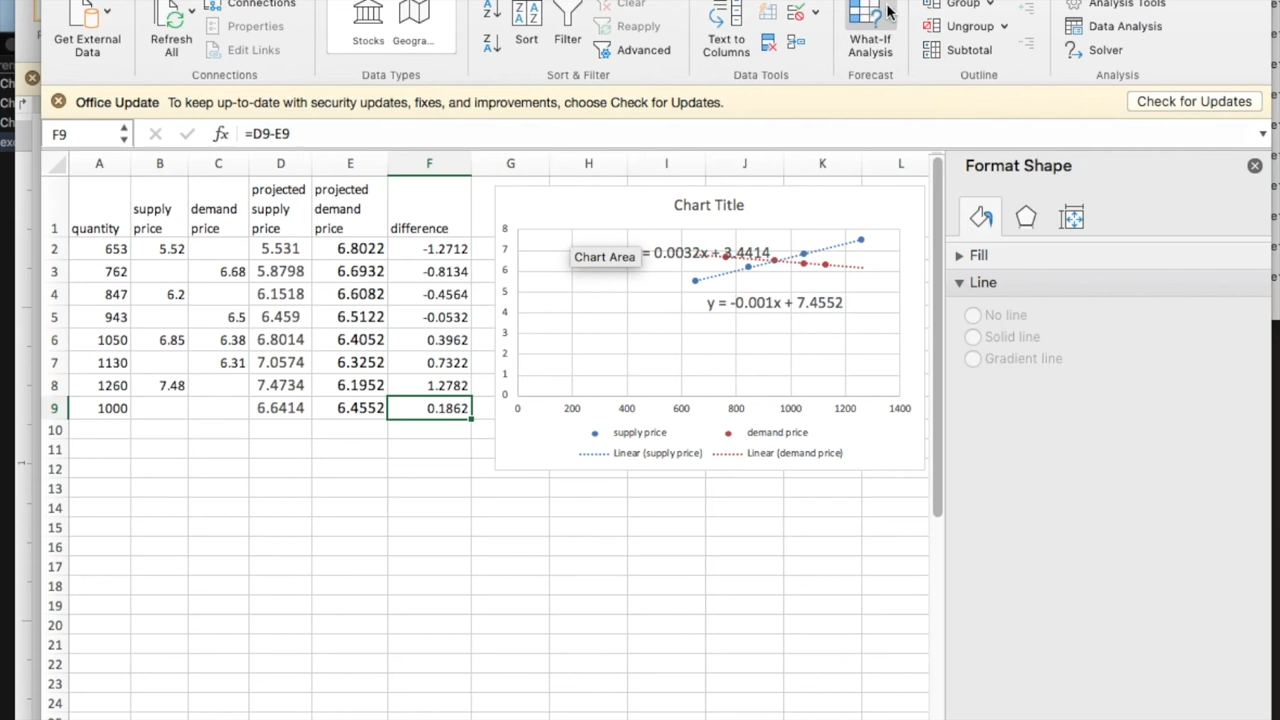 Connections
Clear
Group
Analysis Tools
Properties
Reapply
Ungroup
Data Analysis
Get External
Data
Refresh
All
Edit Links
Stocks
Geogra...
Sort
Filter
Advanced
Text to
Columns
What-If
Analysis
Subtotal
Solver
Connections
Data Types
Sort & Filter
Data Tools
Forecast
Outline
Analysis
Office Update To keep up-to-date with security updates, fixes, and improvements, choose Check for Updates.
Check for Updates
F9
fx =D9-E9
A B C D E F G H I J K L
1 quantity supply price demand price projected supply price projected demand price difference
2 653 5.52 5.531 6.8022 -1.2712
3 762 6.68 5.8798 6.6932 -0.8134
4 847 6.2 6.1518 6.6082 -0.4564
5 943 6.5 6.459 6.5122 -0.0532
6 1050 6.85 6.38 6.8014 6.4052 0.3962
7 1130 6.31 7.0574 6.3252 0.7322
8 1260 7.48 7.4734 6.1952 1.2782
9 1000 6.6414 6.4552 0.1862
10
11
12
13
14
15
16
17
18
19
20
21
22
23
24
Chart Title
8
7
6
5
4
3
2
1
0
0 200 400 600 800 1000 1200 1400
Chart Area
= 0.0032x + 3.4414
y = -0.001x + 7.4552
supply price
demand price
Linear (supply price)
Linear (demand price)
Format Shape
Fill
Line
No line
Solid line
Gradient line